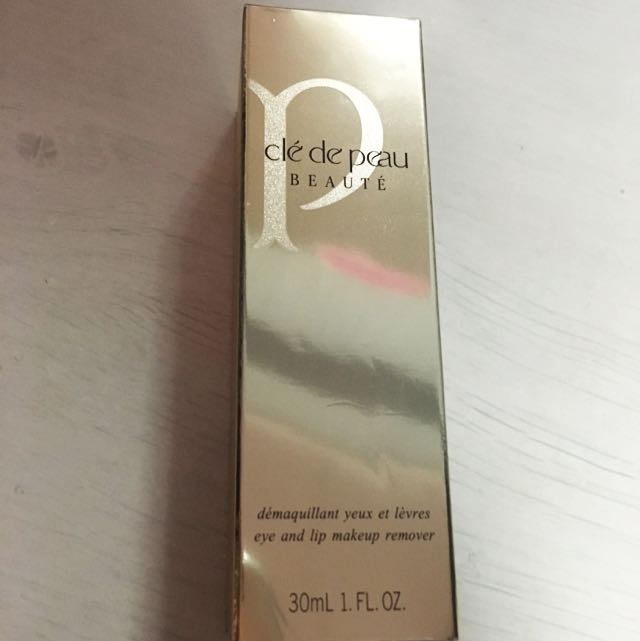 clé de peau
BEAUTÉ
démaquillant yeux et lèvres
eye and lip makeup remover
30mL 1. FL. OZ.